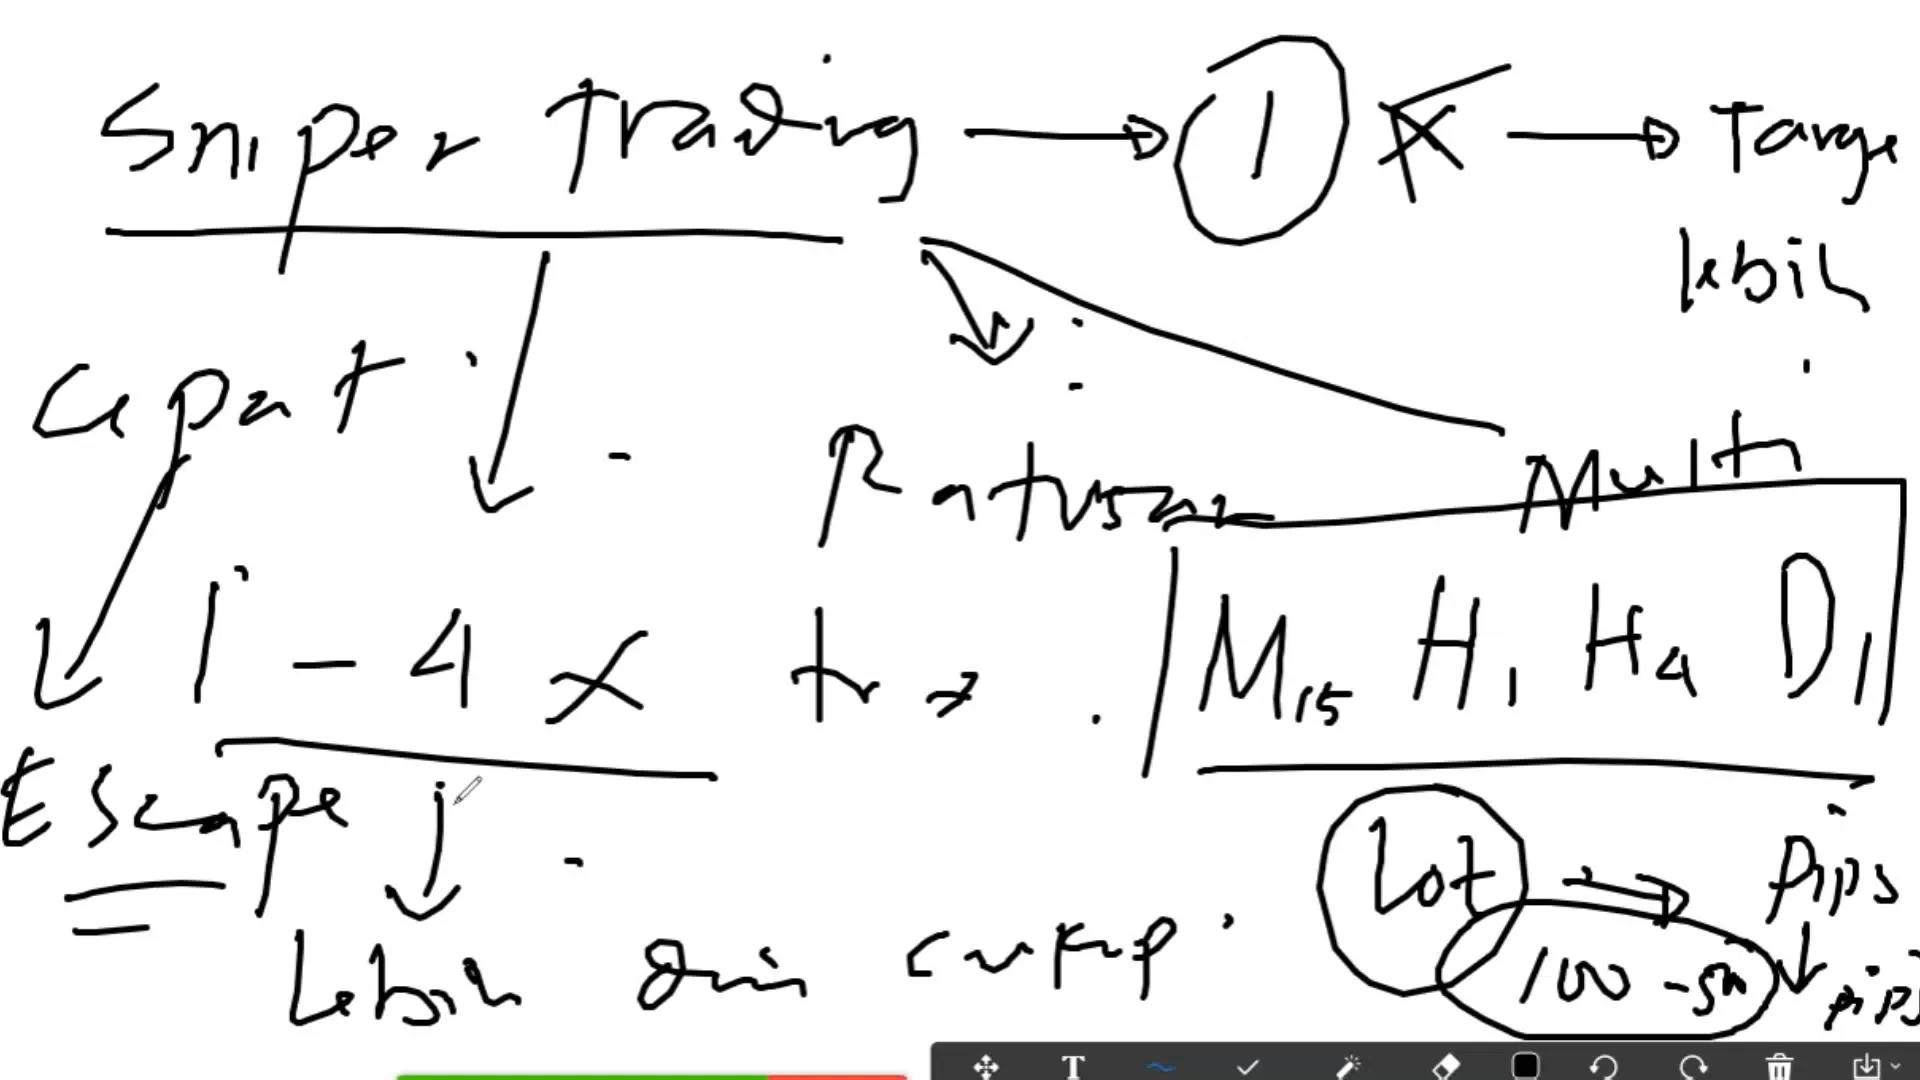 Sniper Trading → 1 x → Targe
lebih
Cepat
Ratusan
Multi
1 - 4 x tr
M15 H1 H4 D1
Escape
Lot ⇒ pips
Lebih dari cukup
100 - 50 pips